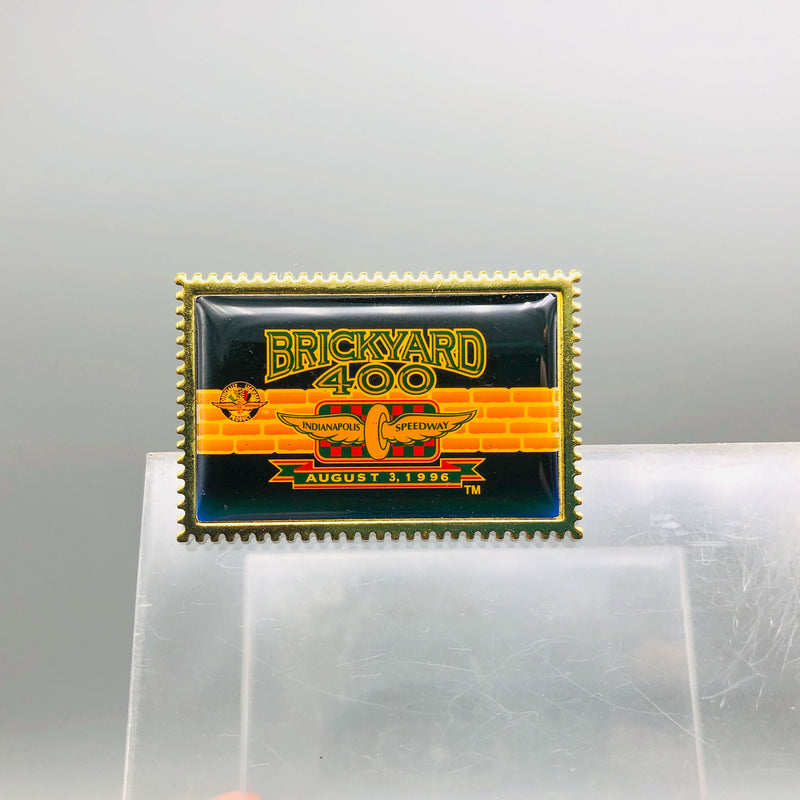 BRICKYARD
400
INDIANAPOLIS SPEEDWAY
AUGUST 3, 1996
TM